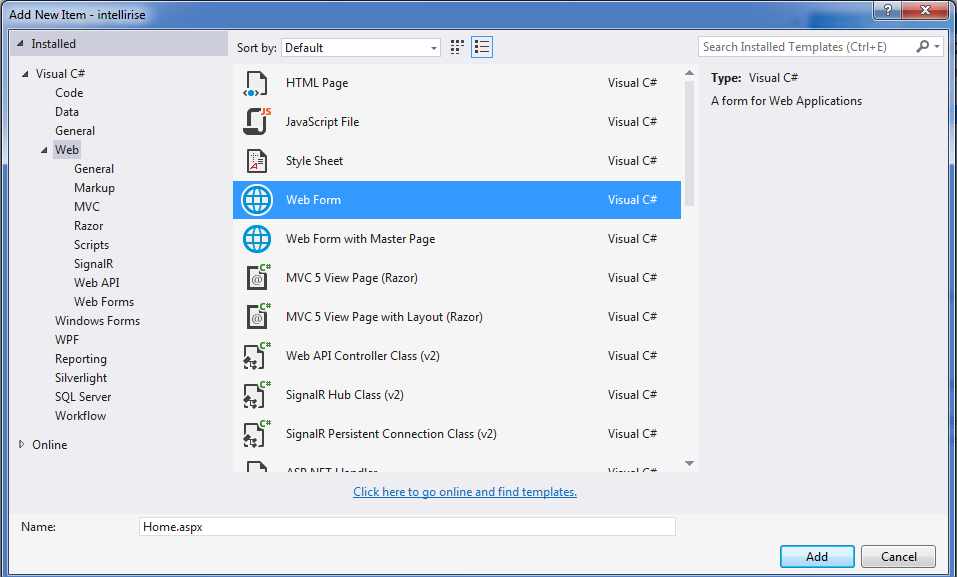 Add New Item - intellirise
Installed
Sort by: Default
Search Installed Templates (Ctrl+E)
Visual C#
Code
Data
General
Web
General
Markup
MVC
Razor
Scripts
SignalR
Web API
Web Forms
Windows Forms
WPF
Reporting
Silverlight
SQL Server
Workflow
Online
HTML Page Visual C#
JavaScript File Visual C#
Style Sheet Visual C#
Web Form Visual C#
Web Form with Master Page Visual C#
MVC 5 View Page (Razor) Visual C#
MVC 5 View Page with Layout (Razor) Visual C#
Web API Controller Class (v2) Visual C#
SignalR Hub Class (v2) Visual C#
SignalR Persistent Connection Class (v2) Visual C#
ASP.NET Handler Visual C#
Type: Visual C#
A form for Web Applications
Click here to go online and find templates.
Name: Home.aspx
Add Cancel